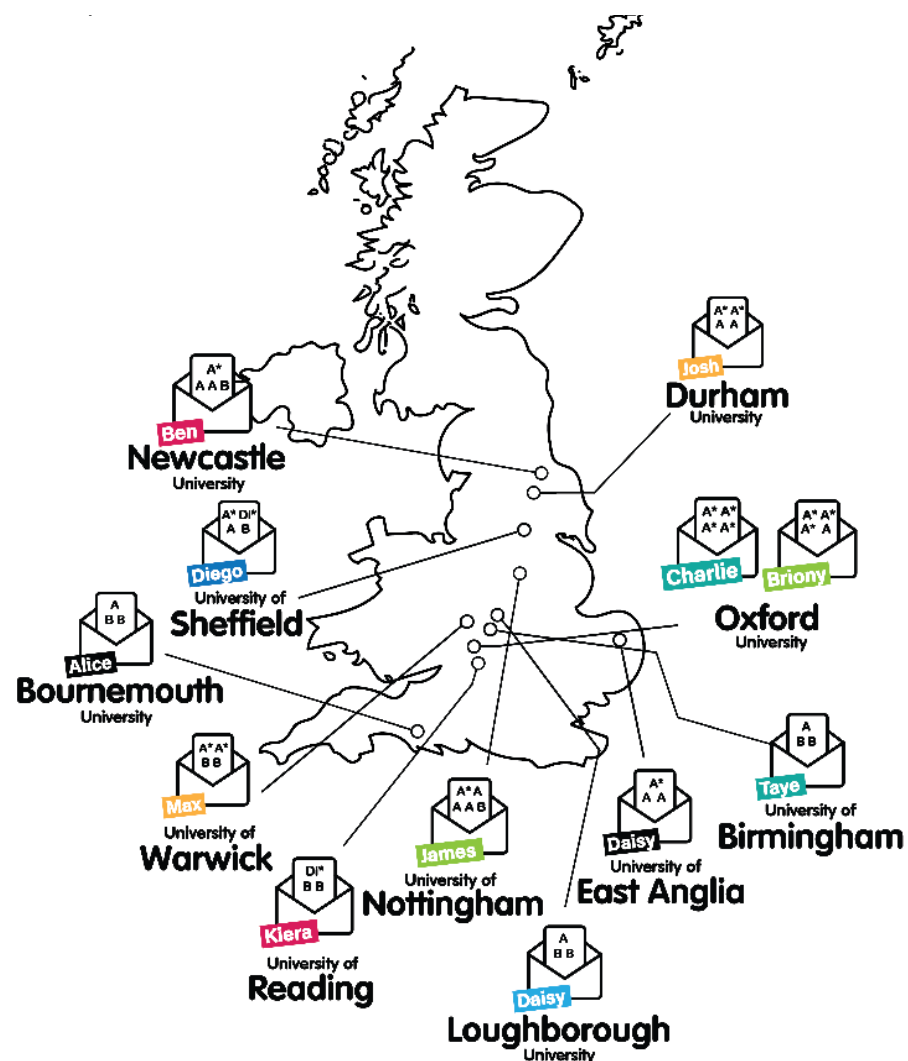 A* A*
A A
Josh
Durham
University
A*
A A B
Ben
Newcastle
University
A* DI*
A B
Diego
University of
Sheffield
A* A*
A* A*
Charlie
A* A*
A* A
Briony
Oxford
University
A
B B
Alice
Bournemouth
University
A* A*
B B
Max
University of
Warwick
A
B B
Taye
University of
Birmingham
A* A
A A B
James
University of
Nottingham
A*
A A
Daisy
University of
East Anglia
DI*
B B
Kiera
University of
Reading
A
B B
Daisy
Loughborough
University